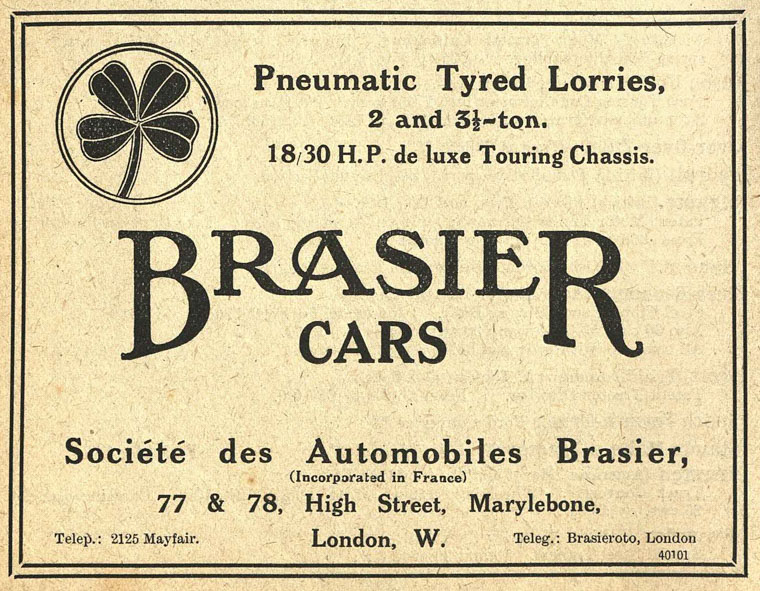 Pneumatic Tyred Lorries,
2 and 3½-ton.
18/30 H.P. de luxe Touring Chassis.
BRASIER
CARS
Société des Automobiles Brasier,
(Incorporated in France)
77 & 78, High Street, Marylebone,
Telep.: 2125 Mayfair. London, W. Teleg.: Brasieroto, London
40101